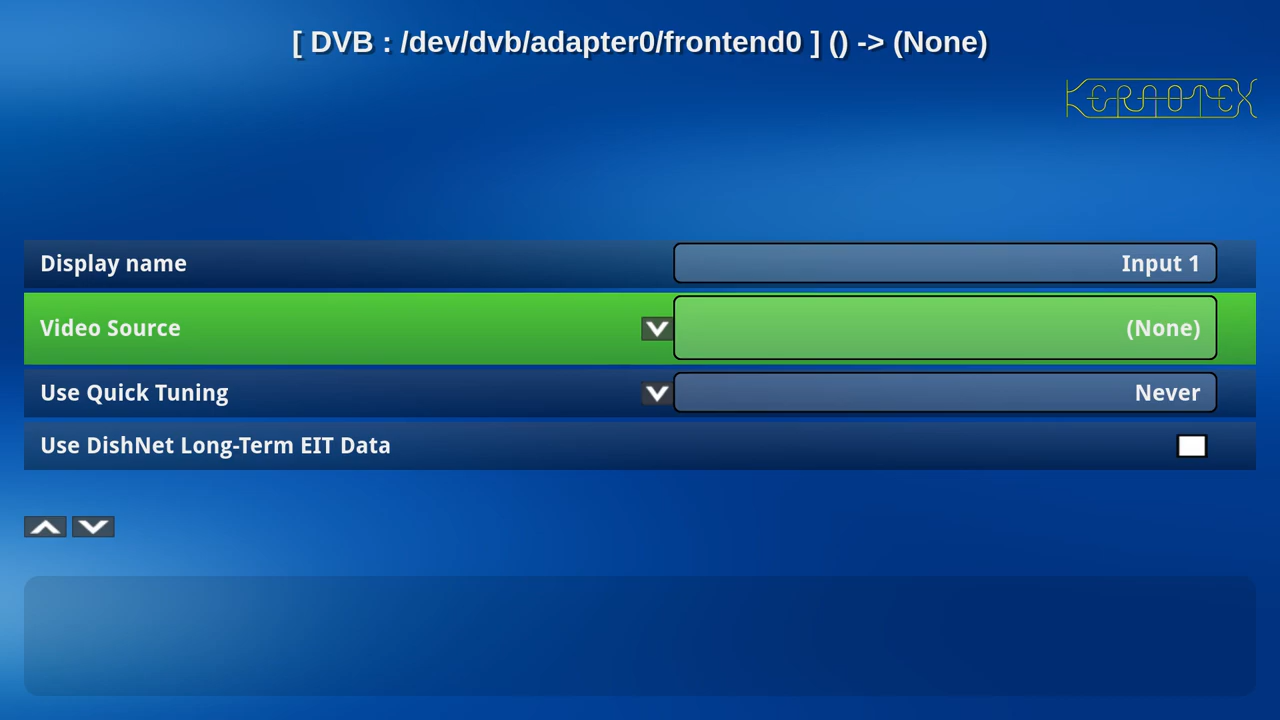 [ DVB : /dev/dvb/adapter0/frontend0 ] () -> (None)
KERAOTEX
Display name Input 1
Video Source (None)
Use Quick Tuning Never
Use DishNet Long-Term EIT Data